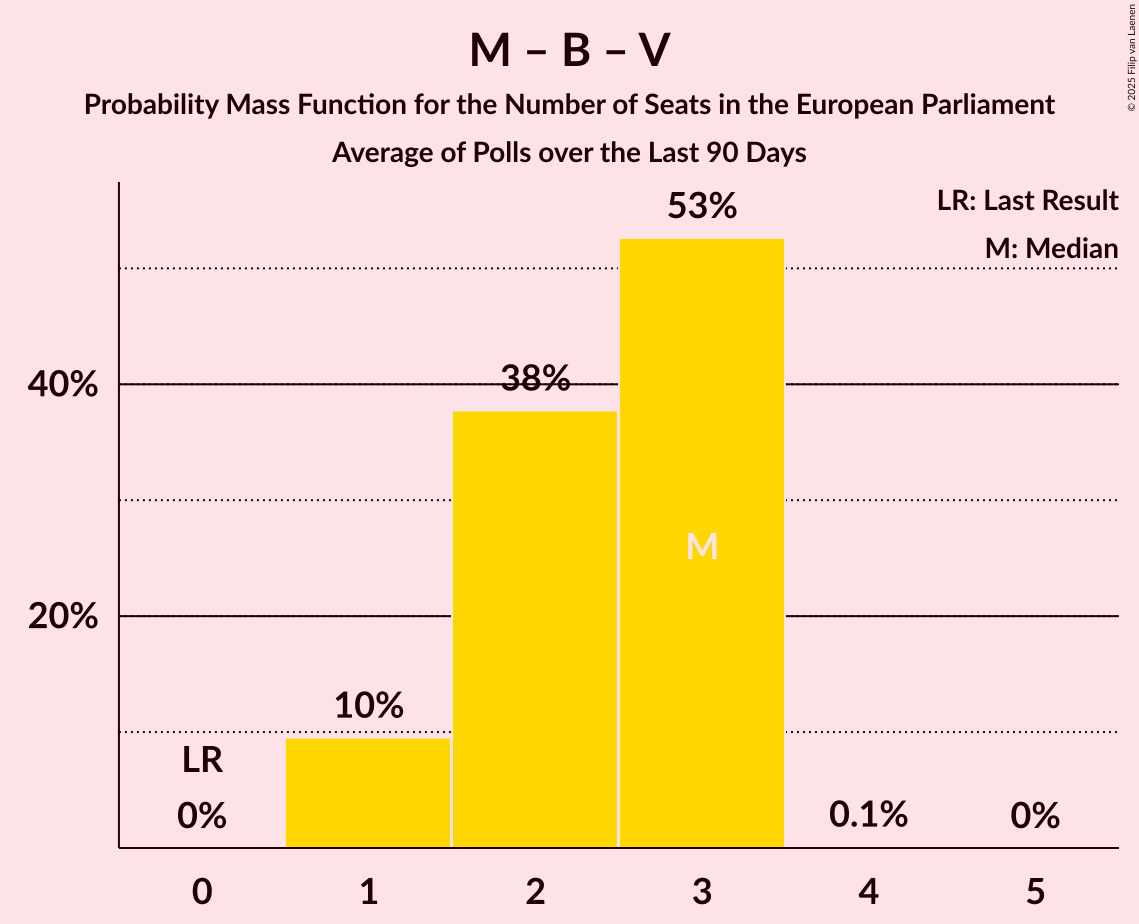 M – B – V
Probability Mass Function for the Number of Seats in the European Parliament
Average of Polls over the Last 90 Days
© 2025 Filip van Laenen
LR: Last Result
M: Median
53%
40%
38%
M
20%
10%
LR
0%
0.1%
0%
0
1
2
3
4
5